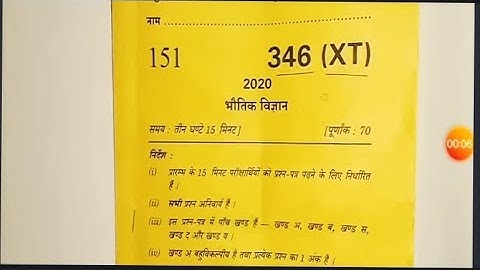 नाम ........................
151 346 (XT)
2020
भौतिक विज्ञान
समय : तीन घण्टे 15 मिनट] [पूर्णांक : 70
निर्देश :
(i) प्रारम्भ के 15 मिनट परीक्षार्थियों को प्रश्न-पत्र पढ़ने के लिए निर्धारित
हैं ।
(ii) सभी प्रश्न अनिवार्य हैं ।
(iii) इस प्रश्न-पत्र में पाँच खण्ड हैं – खण्ड अ, खण्ड ब, खण्ड स,
खण्ड द और खण्ड य ।
(iv) खण्ड अ बहुविकल्पीय है तथा प्रत्येक प्रश्न का 1 अंक है ।
00:06